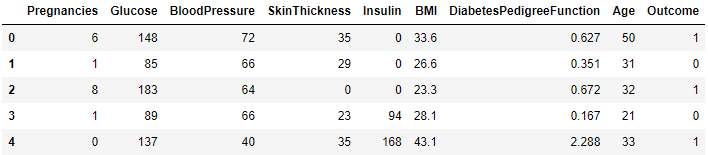 Pregnancies Glucose BloodPressure SkinThickness Insulin BMI DiabetesPedigreeFunction Age Outcome
0 6 148 72 35 0 33.6 0.627 50 1
1 1 85 66 29 0 26.6 0.351 31 0
2 8 183 64 0 0 23.3 0.672 32 1
3 1 89 66 23 94 28.1 0.167 21 0
4 0 137 40 35 168 43.1 2.288 33 1